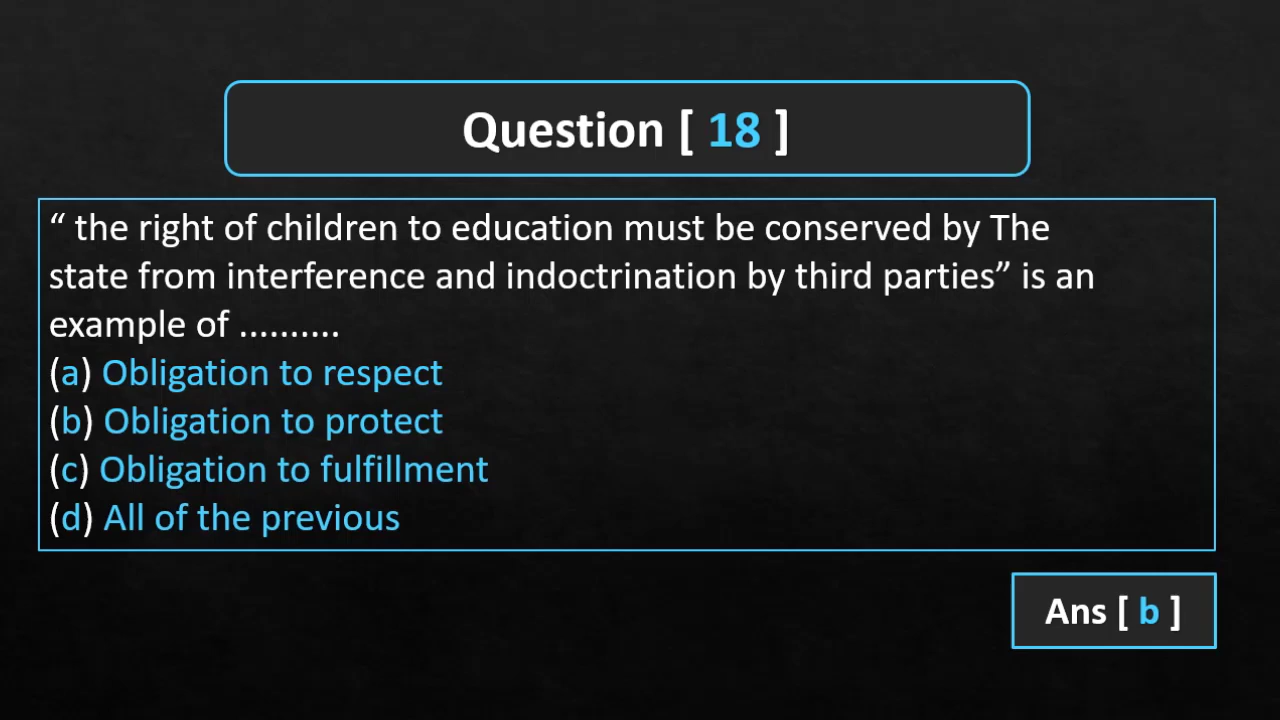 Question [ 18 ]
“ the right of children to education must be conserved by The
state from interference and indoctrination by third parties” is an
example of ..........
(a) Obligation to respect
(b) Obligation to protect
(c) Obligation to fulfillment
(d) All of the previous
Ans [ b ]